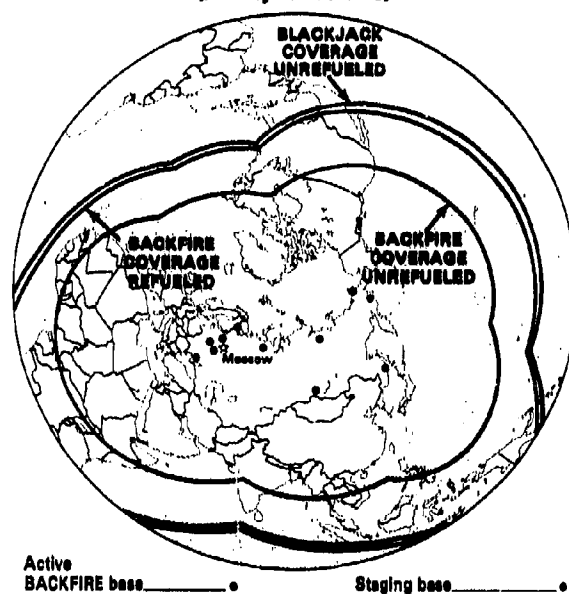 BLACKJACK
COVERAGE
UNREFUELED
BACKFIRE
COVERAGE
REFUELED
BACKFIRE
COVERAGE
UNREFUELED
Moscow
Active
BACKFIRE base
Staging base